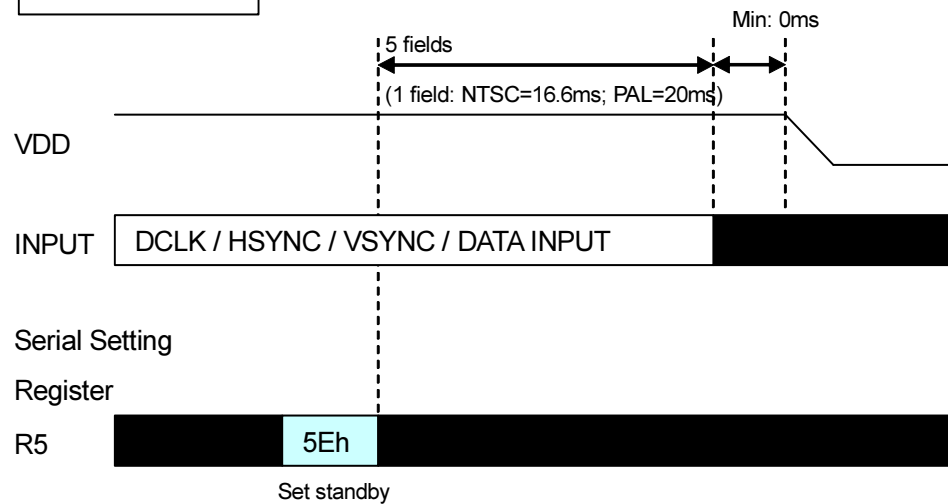 Min: 0ms
5 fields
(1 field: NTSC=16.6ms; PAL=20ms)
VDD
INPUT
DCLK / HSYNC / VSYNC / DATA INPUT
Serial Setting
Register
R5
5Eh
Set standby